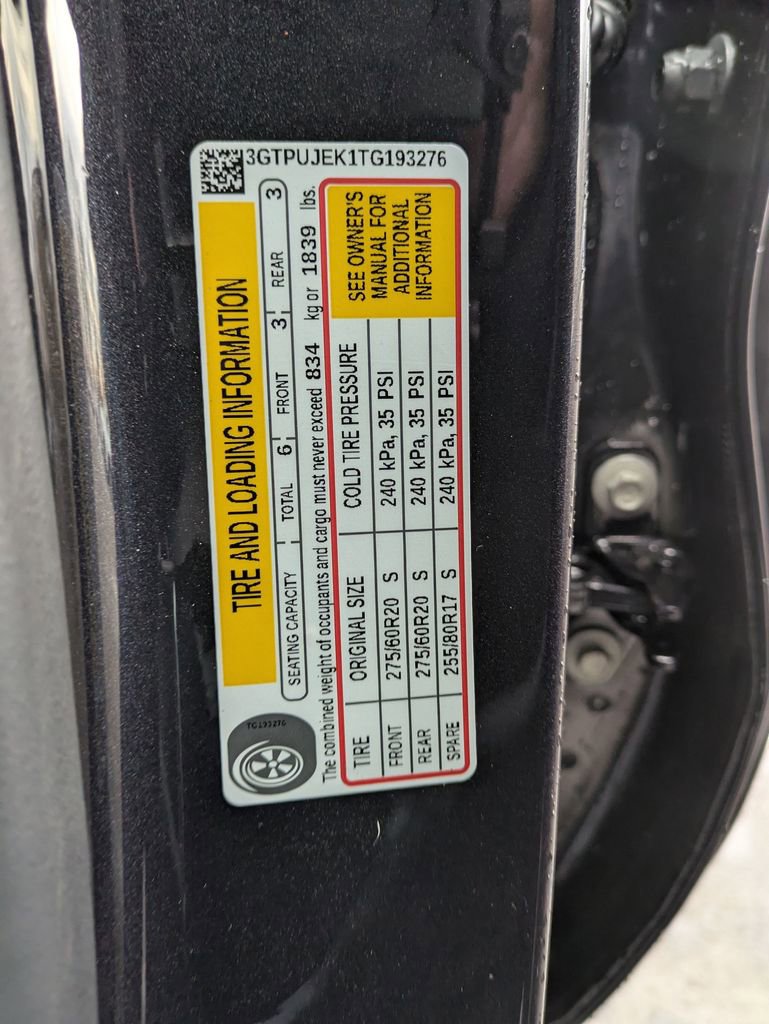 3GTPUJEK1TG193276
TIRE AND LOADING INFORMATION
SEATING CAPACITY TOTAL 6 FRONT 3 REAR 3
The combined weight of occupants and cargo must never exceed 834 kg or 1839 lbs.
TIRE ORIGINAL SIZE COLD TIRE PRESSURE
FRONT 275/60R20 S 240 kPa, 35 PSI
REAR 275/60R20 S 240 kPa, 35 PSI
SPARE 255/80R17 S 240 kPa, 35 PSI
SEE OWNER'S
MANUAL FOR
ADDITIONAL
INFORMATION
TG193276